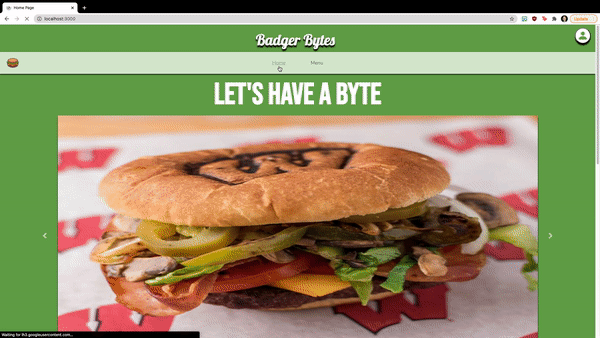 Home Page
localhost:3000
Update
Badger Bytes
Home
Menu
LET'S HAVE A BYTE
W
Waiting for lh3.googleusercontent.com...